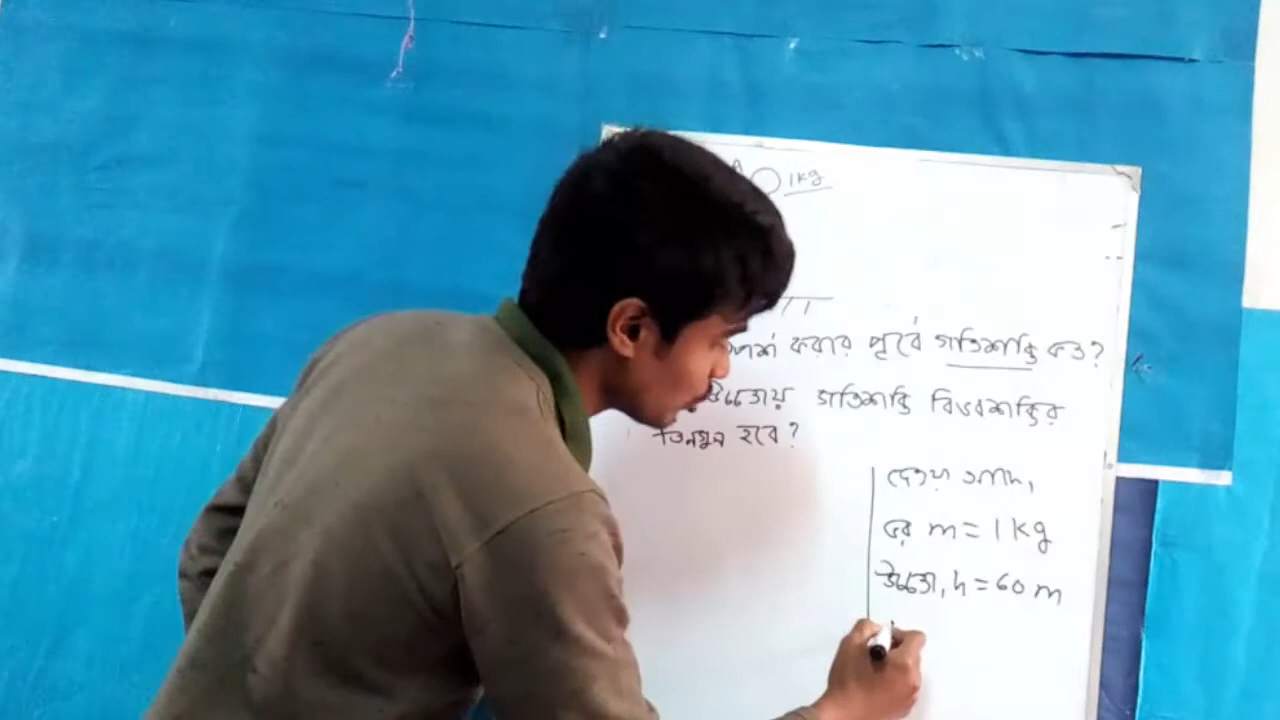 A 1kg
করার পূর্বে গতিশক্তি কত?
উচ্চতায় গতিশক্তি বিভবশক্তির
তিনগুন হবে?
দেওয়া আছে,
ভর m = 1 kg
উচ্চতা, h = 60 m